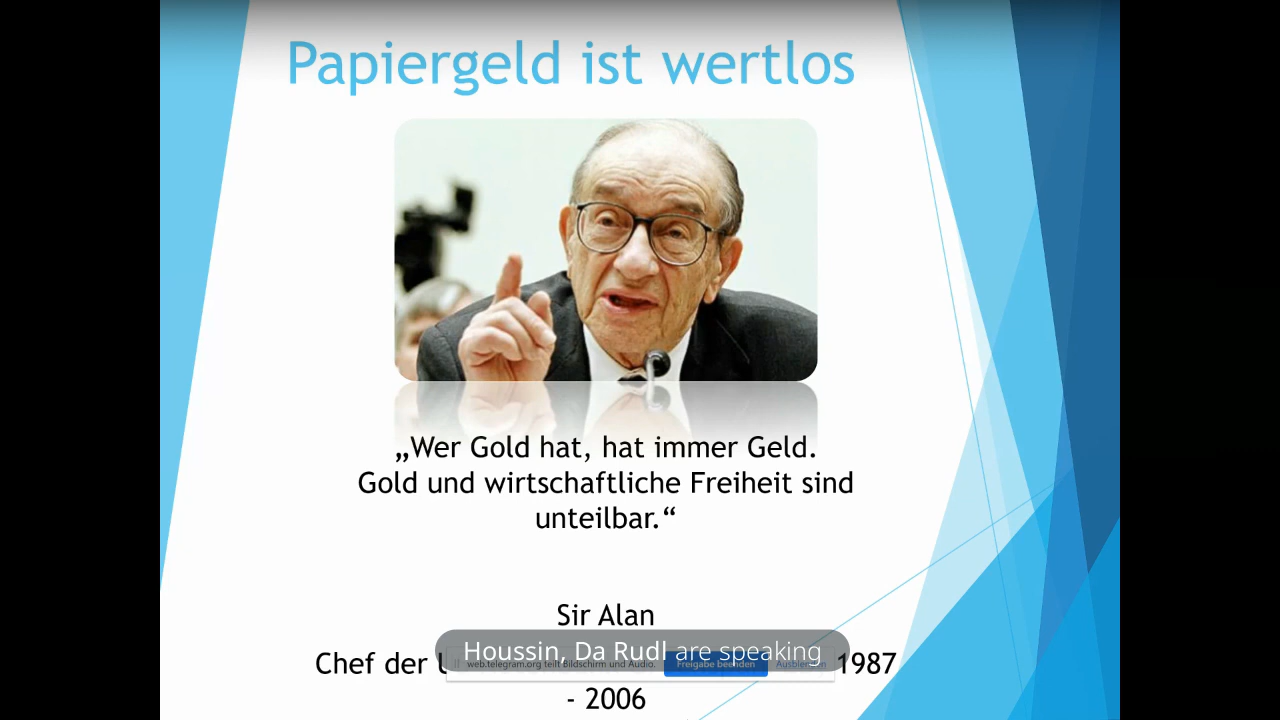 Papiergeld ist wertlos
„Wer Gold hat, hat immer Geld.
Gold und wirtschaftliche Freiheit sind
unteilbar.“
Sir Alan
Houssin, Da Rudl are speaking
Chef der 1987
web.telegram.org teilt Bildschirm und Audio. Freigabe beenden Ausblenden
- 2006